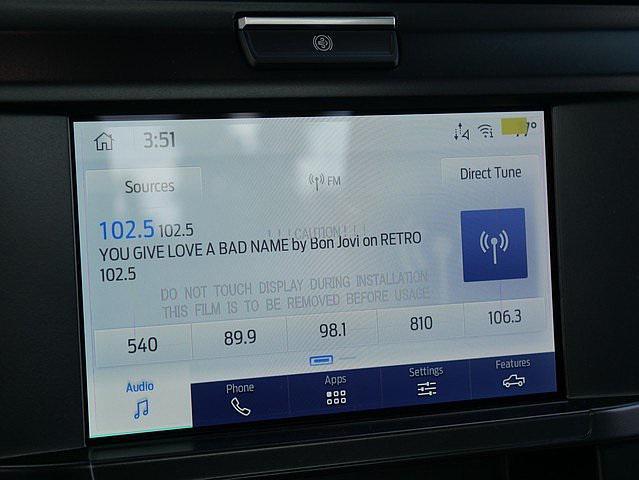 3:51
Sources
FM
Direct Tune
102.5 102.5
! ! ! CAUTION ! ! !
YOU GIVE LOVE A BAD NAME by Bon Jovi on RETRO
102.5
DO NOT TOUCH DISPLAY DURING INSTALLATION
THIS FILM IS TO BE REMOVED BEFORE USAGE
540 89.9 98.1 810 106.3
Audio Phone Apps Settings Features